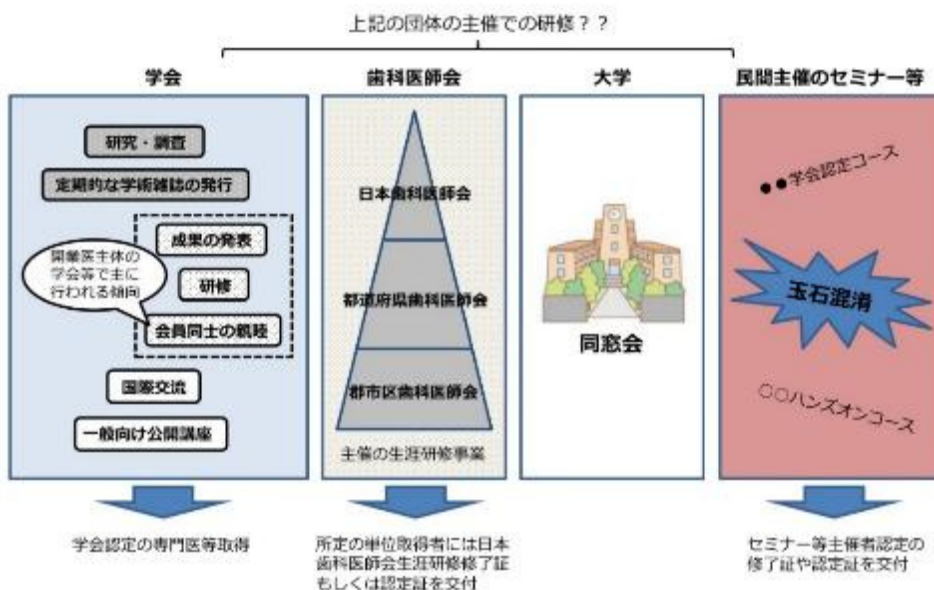 上記の団体の主催での研修??
学会
歯科医師会
大学
民間主催のセミナー等
研究・調査
定期的な学術雑誌の発行
成果の発表
研修
会員同士の親睦
開業医主体の
学会等で主に
行われる傾向
国際交流
一般向け公開講座
日本歯科医師会
都道府県歯科医師会
郡市区歯科医師会
主催の生涯研修事業
同窓会
●●学会認定コース
玉石混淆
○○ハンズオンコース
学会認定の専門医等取得
所定の単位取得者には日本
歯科医師会生涯研修修了証
もしくは認定証を交付
セミナー等主催者認定の
修了証や認定証を交付